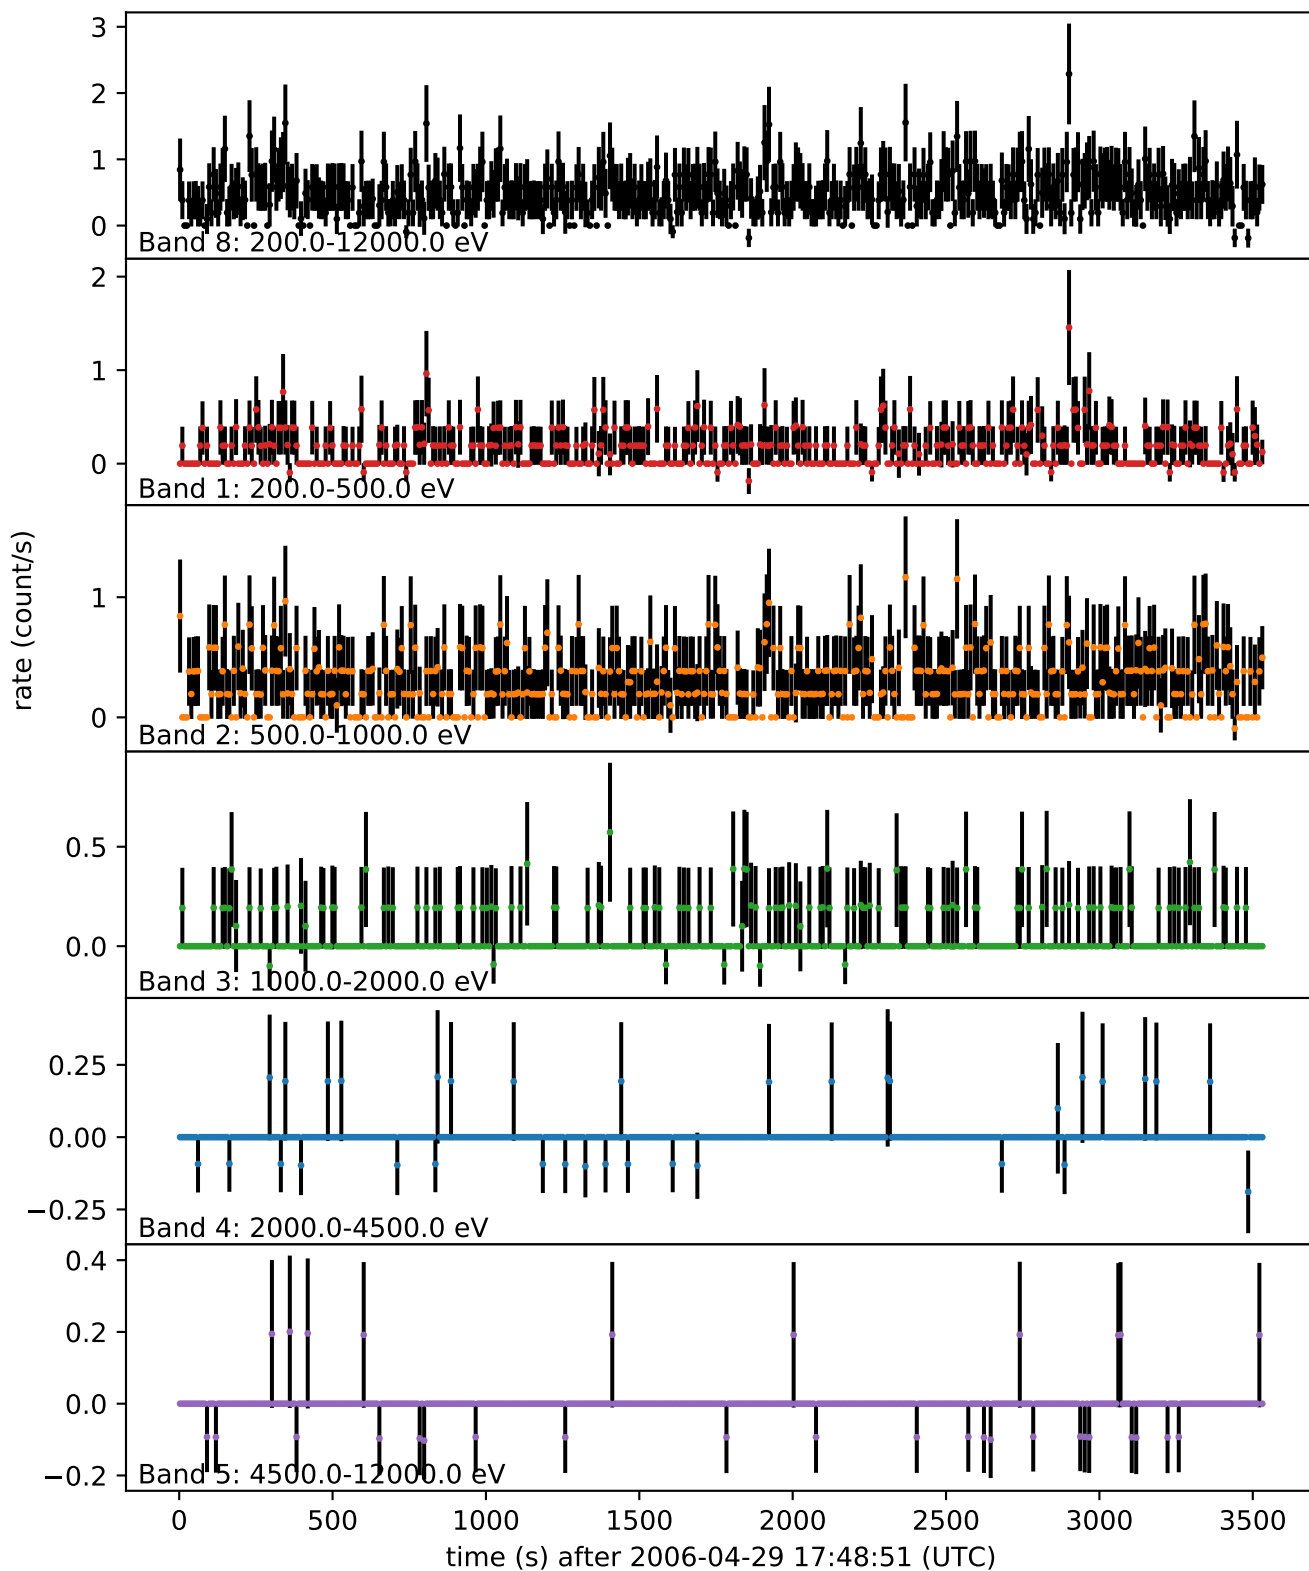 3
2
1
0
Band 8: 200.0-12000.0 eV
2
1
0
Band 1: 200.0-500.0 eV
rate (count/s)
1
0
Band 2: 500.0-1000.0 eV
0.5
0.0
Band 3: 1000.0-2000.0 eV
0.25
0.00
−0.25
Band 4: 2000.0-4500.0 eV
0.4
0.2
0.0
−0.2
Band 5: 4500.0-12000.0 eV
0 500 1000 1500 2000 2500 3000 3500
time (s) after 2006-04-29 17:48:51 (UTC)